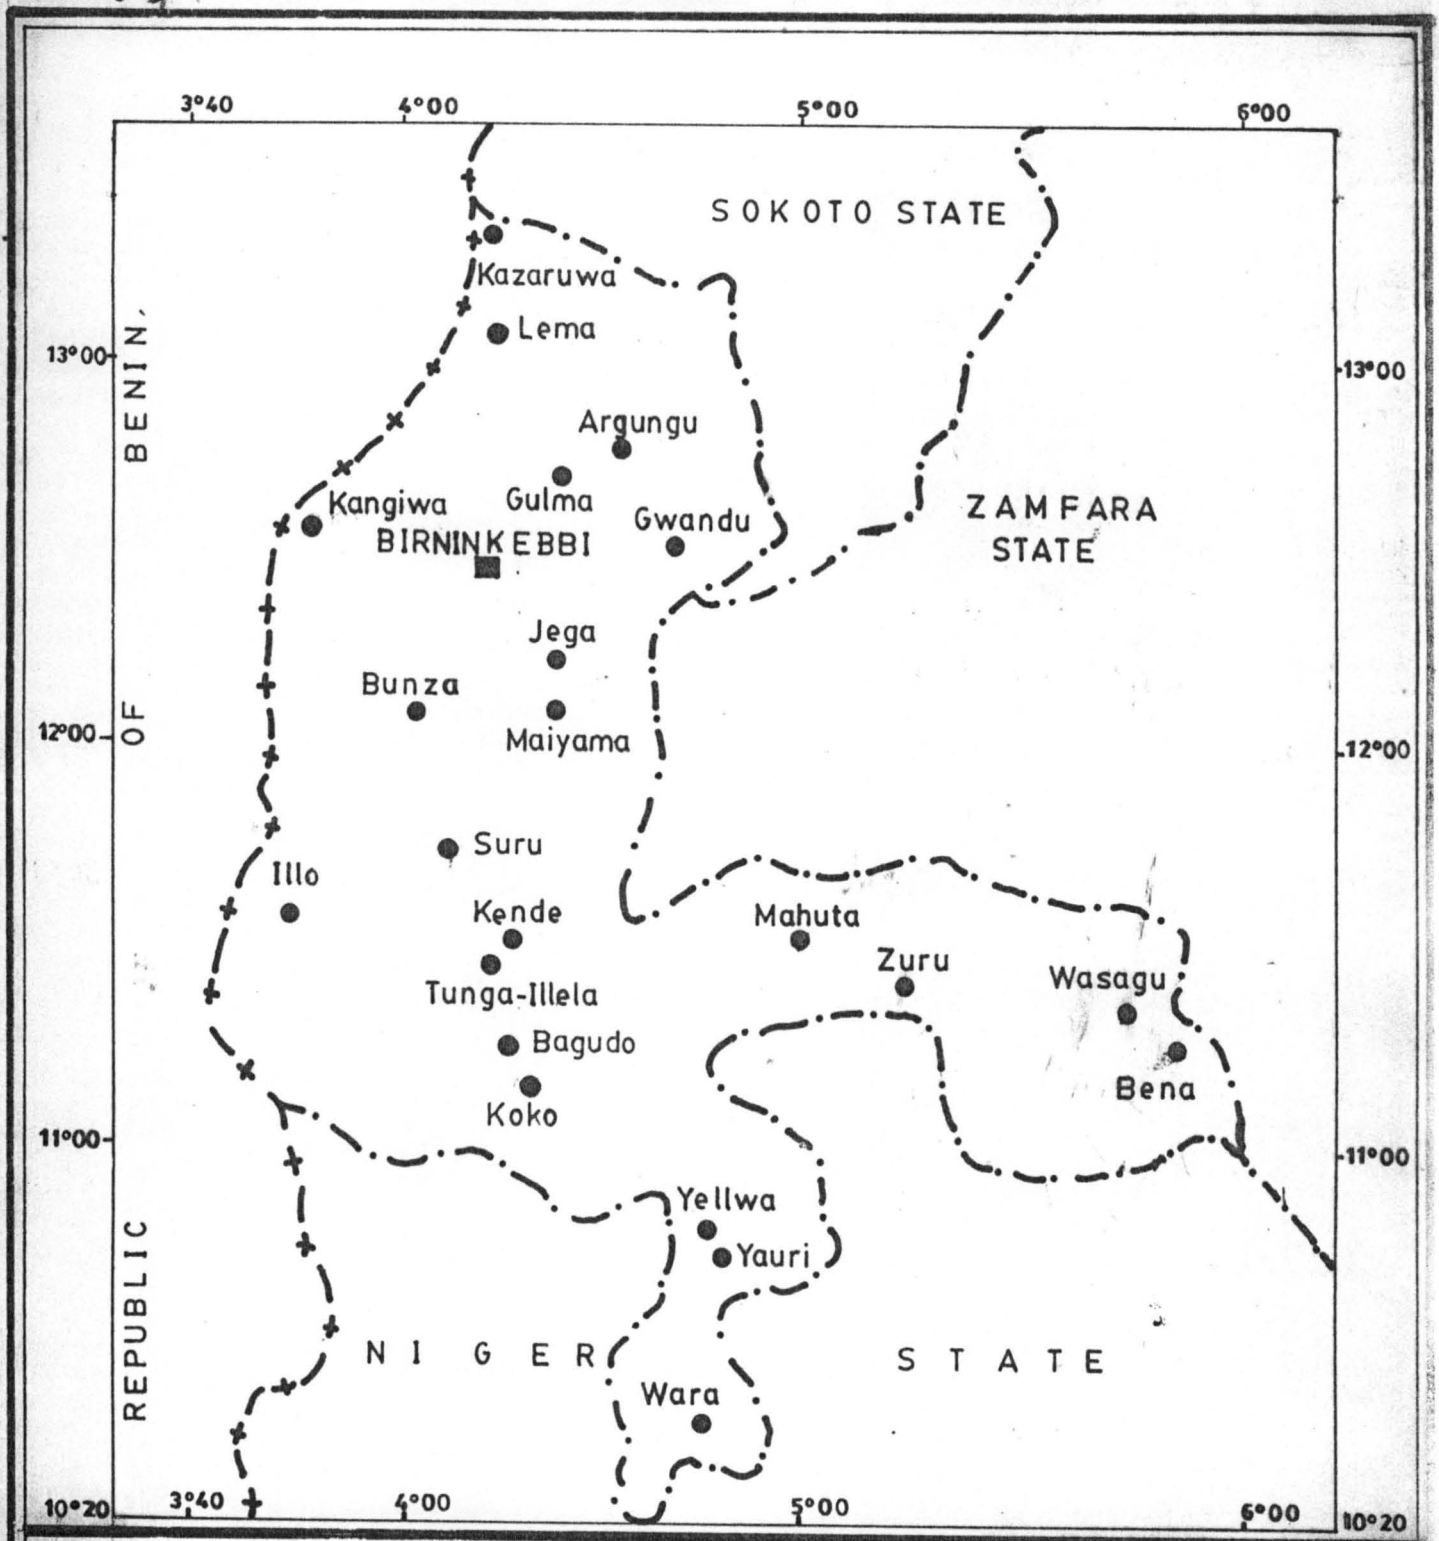 3°40 4°00 5°00 6°00
SOKOTO STATE
Kazaruwa
Lema
13°00 13°00
Argungu
Gulma
Kangiwa
Gwandu
BIRNINKEBBI
ZAMFARA
STATE
Jega
Bunza
Maiyama
12°00 12°00
Suru
Illo
Kende
Mahuta
Zuru
Wasagu
Tunga-Illela
Bagudo
Bena
Koko
11°00 11°00
Yellwa
Yauri
NIGER STATE
Wara
REPUBLIC OF BENIN,
10°20 3°40 4°00 5°00 6°00 10°20